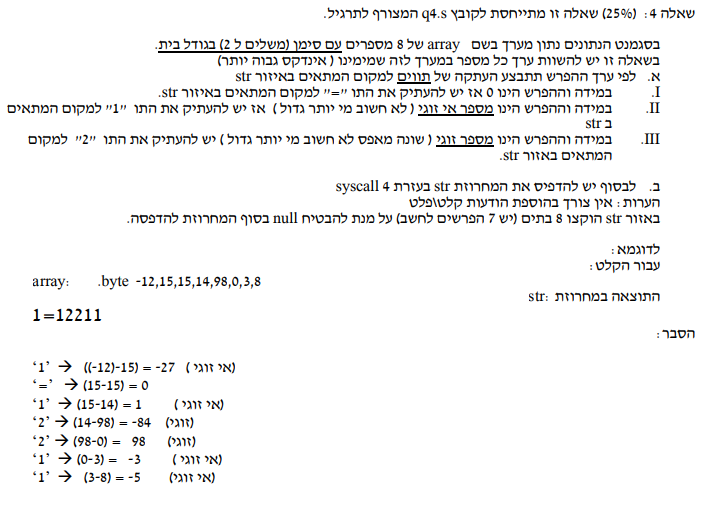 שאלה 4 : (25%) שאלה זו מתייחסת לקובץ q4.s המצורף לתרגיל.
בסגמנט הנתונים נתון מערך בשם array של 8 מספרים עם סימן (משלים ל 2) בגודל בית.
בשאלה זו יש להשוות ערך כל מספר במערך לזה שמימינו ( אינדקס גבוה יותר)
א. לפי ערך ההפרש תתבצע העתקה של תווים למקום המתאים באיזור str
I. במידה וההפרש הינו 0 אז יש להעתיק את התו "=" למקום המתאים באיזור str.
II. במידה וההפרש הינו מספר אי זוגי ( לא חשוב מי יותר גדול ) אז יש להעתיק את התו "1" למקום המתאים
ב str
III. במידה וההפרש הינו מספר זוגי ( שונה מאפס לא חשוב מי יותר גדול ) יש להעתיק את התו "2" למקום
המתאים באזור str.
ב. לבסוף יש להדפיס את המחרוזת str בעזרת syscall 4
הערות : אין צורך בהוספת הודעות קלט\פלט
באזור str הוקצו 8 בתים (יש 7 הפרשים לחשב) על מנת להבטיח null בסוף המחרוזת להדפסה.
לדוגמא :
עבור הקלט :
array: .byte -12,15,15,14,98,0,3,8
התוצאה במחרוזת str:
1=12211
הסבר :
‘1’ → ((-12)-15) = -27 ( אי זוגי)
‘=’ → (15-15) = 0
‘1’ → (15-14) = 1 ( אי זוגי)
‘2’ → (14-98) = -84 (זוגי)
‘2’ → (98-0) = 98 (זוגי)
‘1’ → (0-3) = -3 ( אי זוגי)
‘1’ → (3-8) = -5 (אי זוגי)